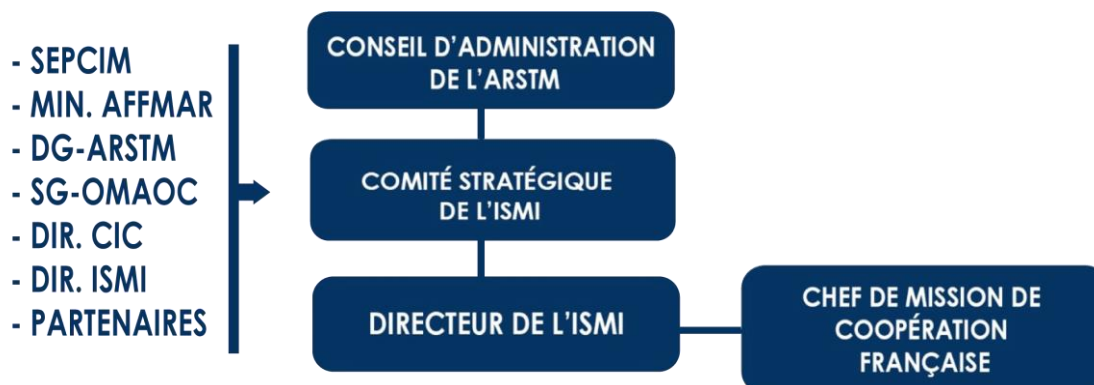 - SEPCIM
- MIN. AFFMAR
- DG-ARSTM
- SG-OMAOC
- DIR. CIC
- DIR. ISMI
- PARTENAIRES
CONSEIL D'ADMINISTRATION
DE L'ARSTM
COMITÉ STRATÉGIQUE
DE L'ISMI
DIRECTEUR DE L'ISMI
CHEF DE MISSION DE
COOPÉRATION
FRANÇAISE